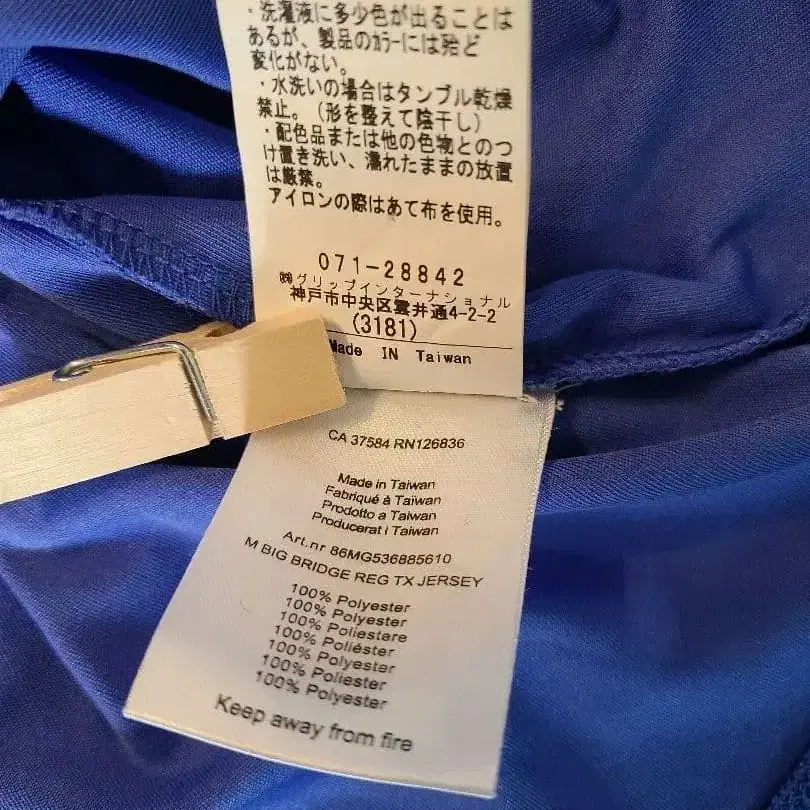 ・洗濯液に多少色が出ることは
あるが、製品のカラーには殆ど
変化がない。
・水洗いの場合はタンブル乾燥
禁止。(形を整えて陰干し)
・配色品または他の色物とのつ
け置き洗い、濡れたままの放置
は厳禁。
アイロンの際はあて布を使用。
071-28842
㈱グリップインターナショナル
神戸市中央区雲井通4-2-2
(3181)
Made IN Taiwan
CA 37584 RN126836
Made in Taiwan
Fabriqué à Taiwan
Prodotto a Taiwan
Producerat i Taiwan
Art.nr 86MG536885610
M BIG BRIDGE REG TX JERSEY
100% Polyester
100% Polyester
100% Poliestere
100% Poliéster
100% Polyester
100% Poliester
100% Polyester
Keep away from fire